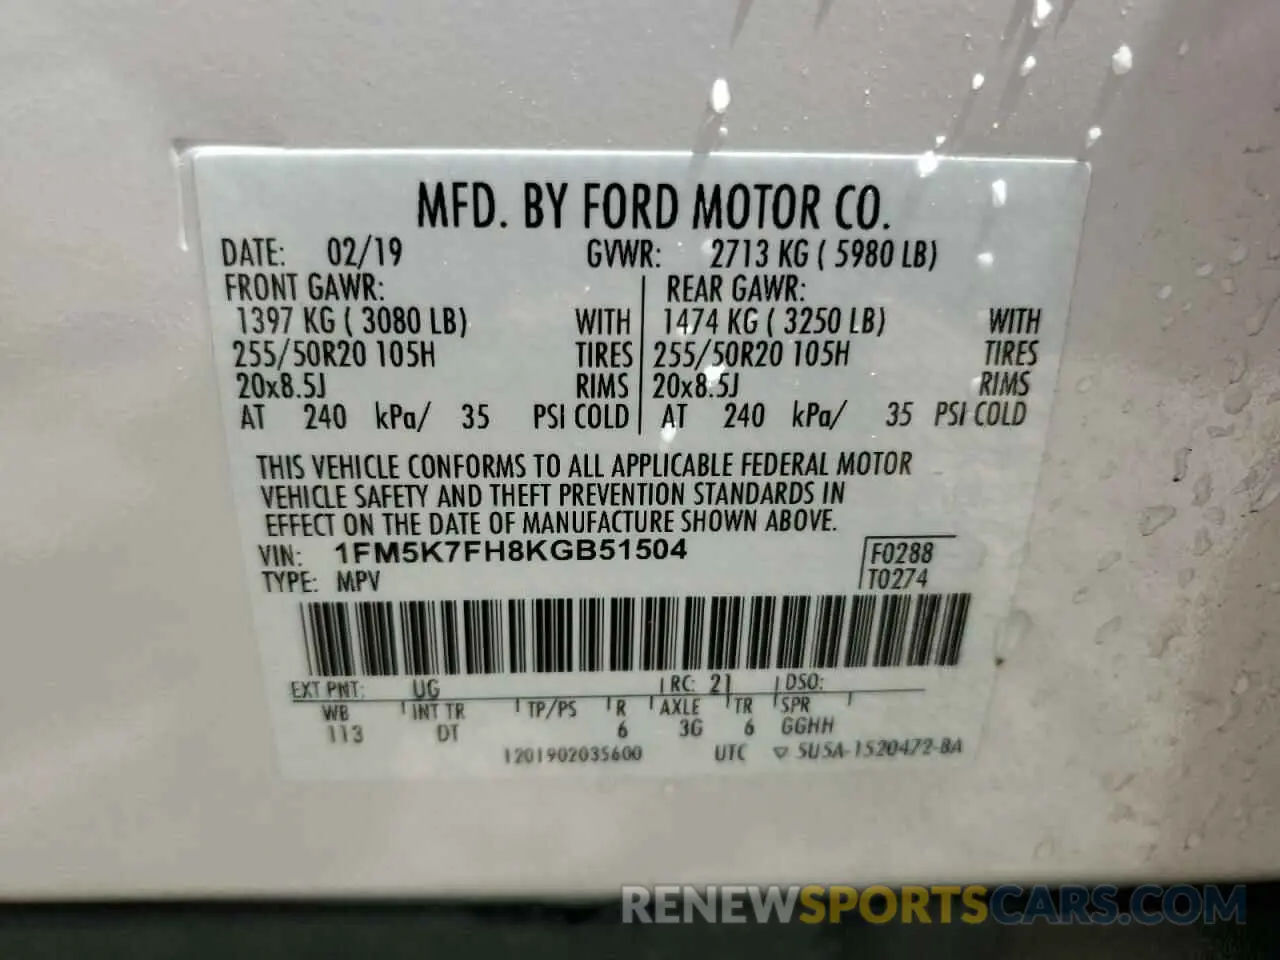 MFD. BY FORD MOTOR CO.
DATE: 02/19 GVWR: 2713 KG ( 5980 LB)
FRONT GAWR: REAR GAWR:
1397 KG ( 3080 LB) WITH 1474 KG ( 3250 LB) WITH
255/50R20 105H TIRES 255/50R20 105H TIRES
20x8.5J RIMS 20x8.5J RIMS
AT 240 kPa/ 35 PSI COLD AT 240 kPa/ 35 PSI COLD
THIS VEHICLE CONFORMS TO ALL APPLICABLE FEDERAL MOTOR
VEHICLE SAFETY AND THEFT PREVENTION STANDARDS IN
EFFECT ON THE DATE OF MANUFACTURE SHOWN ABOVE.
VIN: 1FM5K7FH8KGB51504 F0288
TYPE: MPV T0274
EXT PNT: UG RC: 21 DSO:
WB INT TR TP/PS R AXLE TR SPR
113 DT 6 3G 6 GGHH
1201902035600 UTC ▽ 5U5A-1520472-BA
RENEWSPORTSCARS.COM